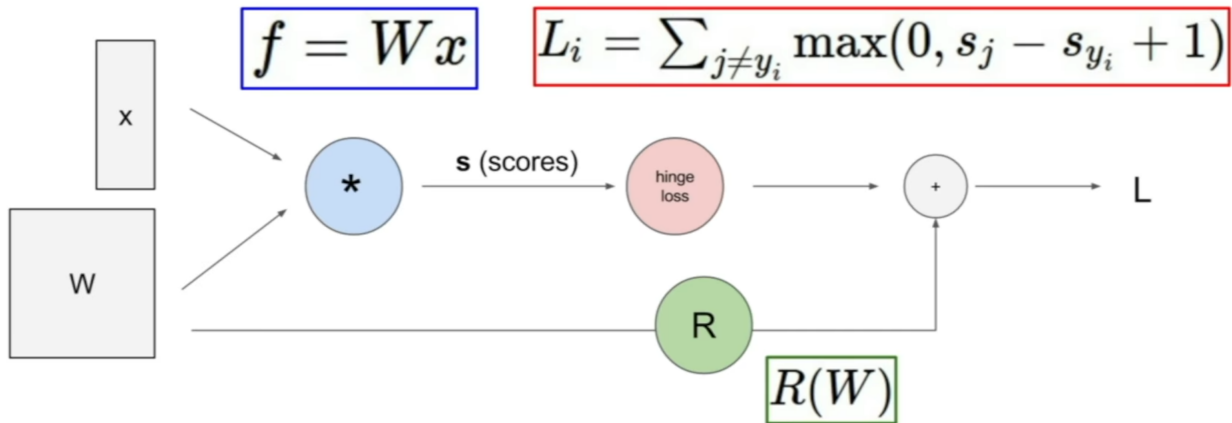 f = Wx
L_i = \sum_{j \neq y_i} \max(0, s_j - s_{y_i} + 1)
x
s (scores)
*
hinge
loss
+
L
W
R
R(W)